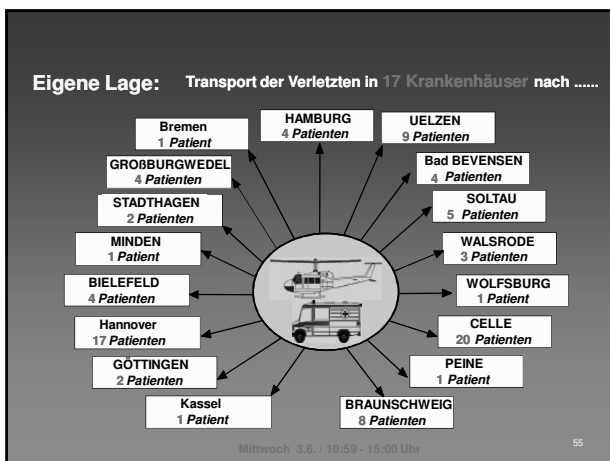 Eigene Lage: Transport der Verletzten in 17 Krankenhäuser nach ......
HAMBURG
4 Patienten
UELZEN
9 Patienten
Bremen
1 Patient
Bad BEVENSEN
4 Patienten
GROßBURGWEDEL
4 Patienten
SOLTAU
5 Patienten
STADTHAGEN
2 Patienten
WALSRODE
3 Patienten
MINDEN
1 Patient
WOLFSBURG
1 Patient
BIELEFELD
4 Patienten
CELLE
20 Patienten
Hannover
17 Patienten
PEINE
1 Patient
GÖTTINGEN
2 Patienten
BRAUNSCHWEIG
8 Patienten
Kassel
1 Patient
Mittwoch 3.6. / 10:59 - 15:00 Uhr
55